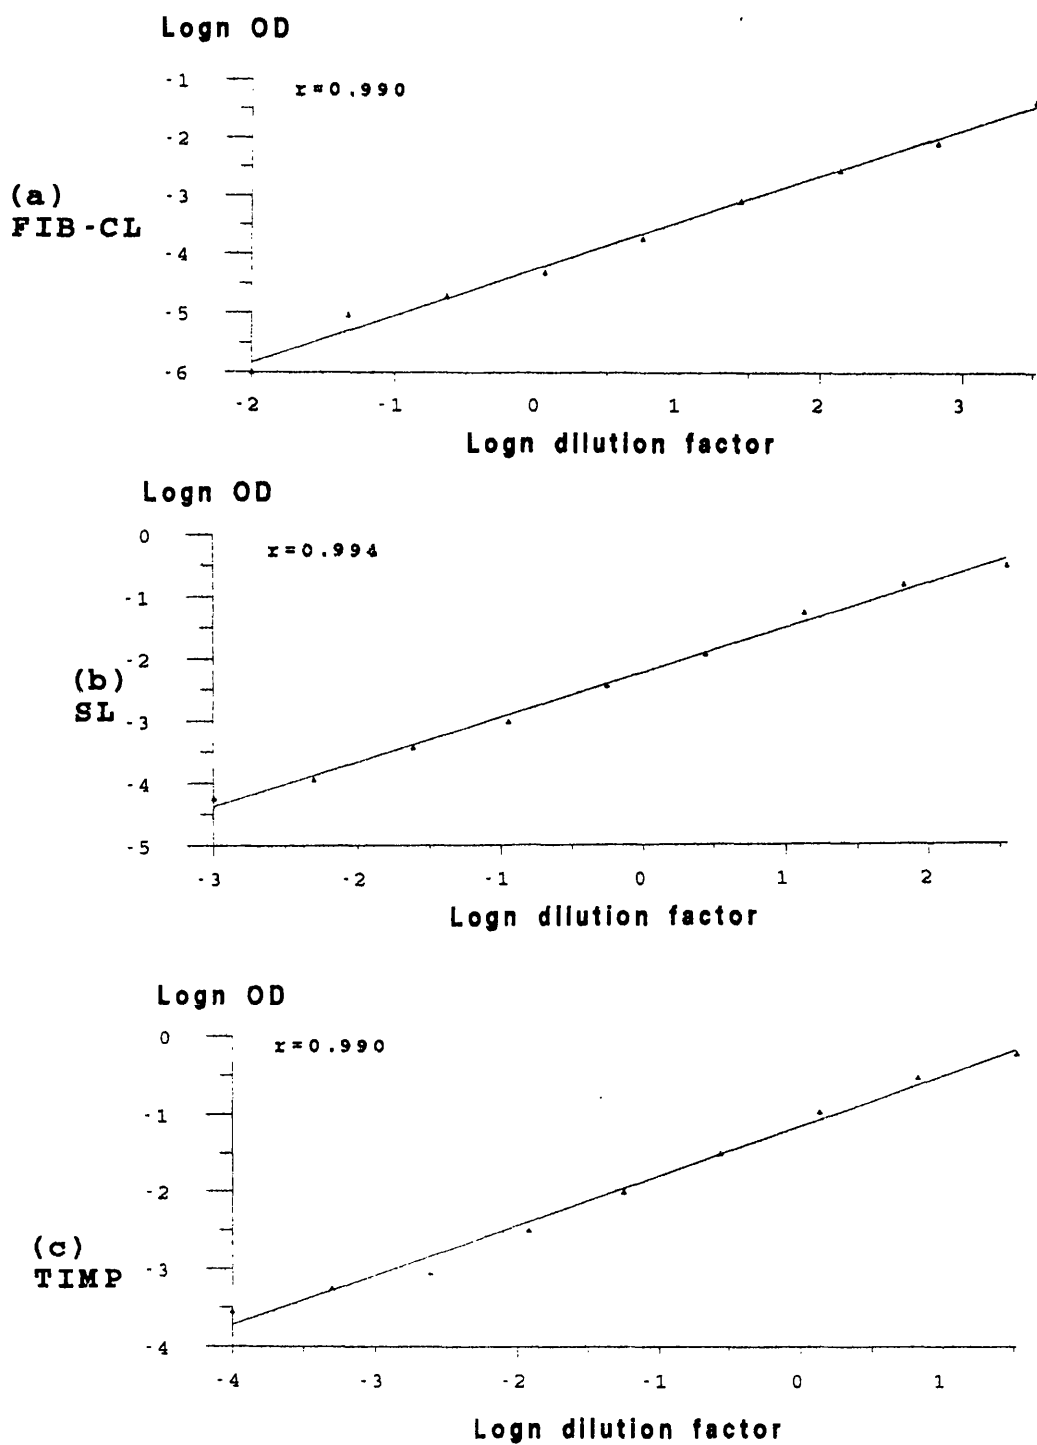 Logn OD
r=0.990
-1
-2
-3
-4
-5
-6
(a)
FIB-CL
-2 -1 0 1 2 3
Logn dilution factor
Logn OD
r=0.994
0
-1
-2
-3
-4
-5
(b)
SL
-3 -2 -1 0 1 2
Logn dilution factor
Logn OD
r=0.990
0
-1
-2
-3
-4
(c)
TIMP
-4 -3 -2 -1 0 1
Logn dilution factor